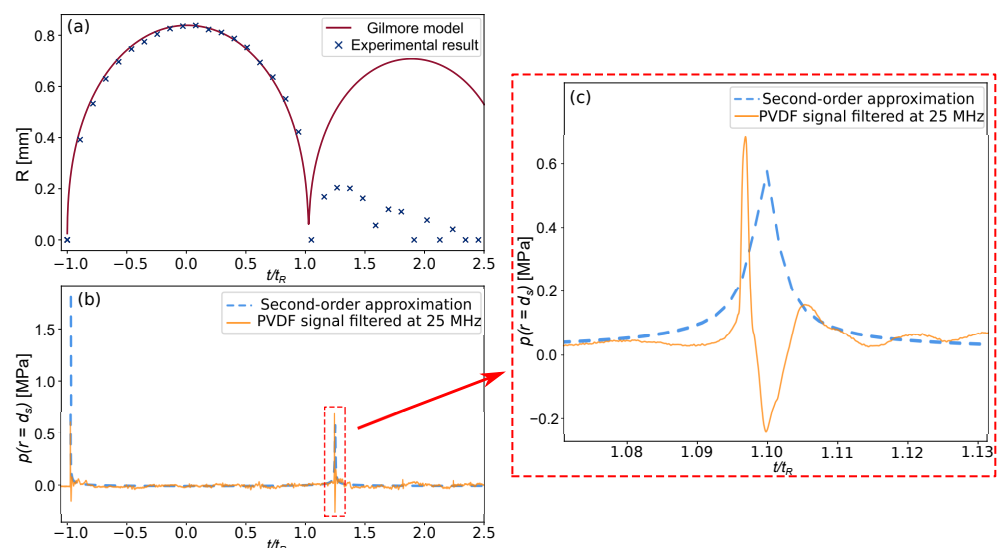 (a)
Gilmore model
Experimental result
R [mm]
0.8
0.6
0.4
0.2
0.0
−1.0 −0.5 0.0 0.5 1.0 1.5 2.0 2.5
t/t_R
(b)
Second-order approximation
PVDF signal filtered at 25 MHz
p(r = d_s) [MPa]
1.5
1.0
0.5
0.0
−1.0 −0.5 0.0 0.5 1.0 1.5 2.0 2.5
t/t_R
(c)
Second-order approximation
PVDF signal filtered at 25 MHz
p(r = d_s) [MPa]
0.6
0.4
0.2
0.0
−0.2
1.08 1.09 1.10 1.11 1.12 1.13
t/t_R